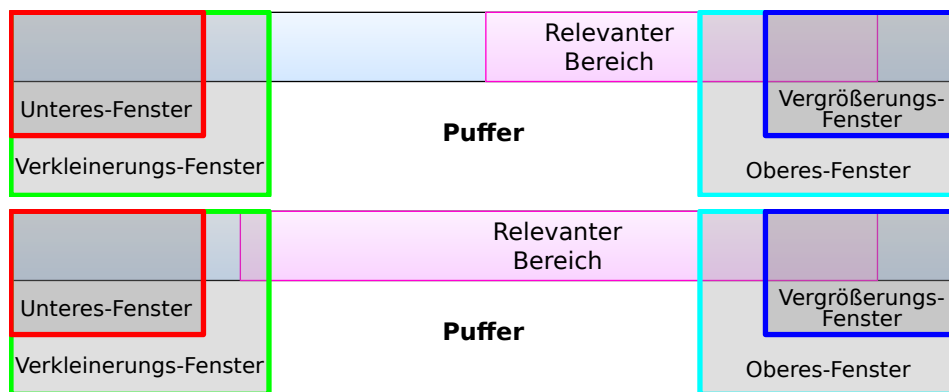 Relevanter
Bereich
Unteres-Fenster
Vergrößerungs-
Fenster
Puffer
Verkleinerungs-Fenster
Oberes-Fenster
Relevanter
Bereich
Unteres-Fenster
Vergrößerungs-
Fenster
Puffer
Verkleinerungs-Fenster
Oberes-Fenster